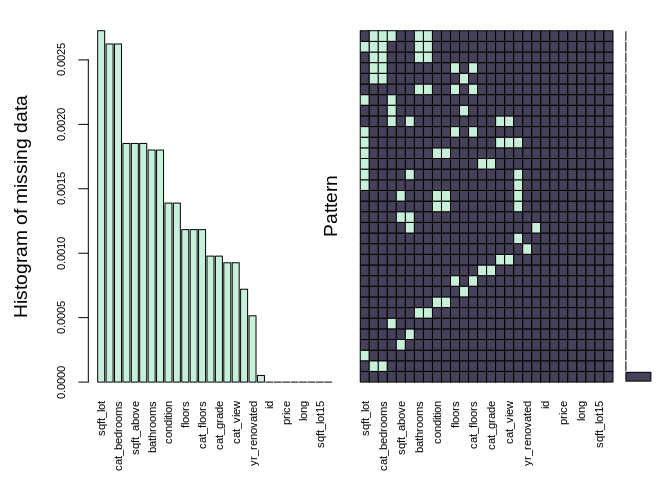 Histogram of missing data
0.0000
0.0005
0.0010
0.0015
0.0020
0.0025
sqft_lot
cat_bedrooms
sqft_above
bathrooms
condition
floors
cat_floors
cat_grade
cat_view
yr_renovated
id
price
long
sqft_lot15
Pattern
sqft_lot
cat_bedrooms
sqft_above
bathrooms
condition
floors
cat_floors
cat_grade
cat_view
yr_renovated
id
price
long
sqft_lot15